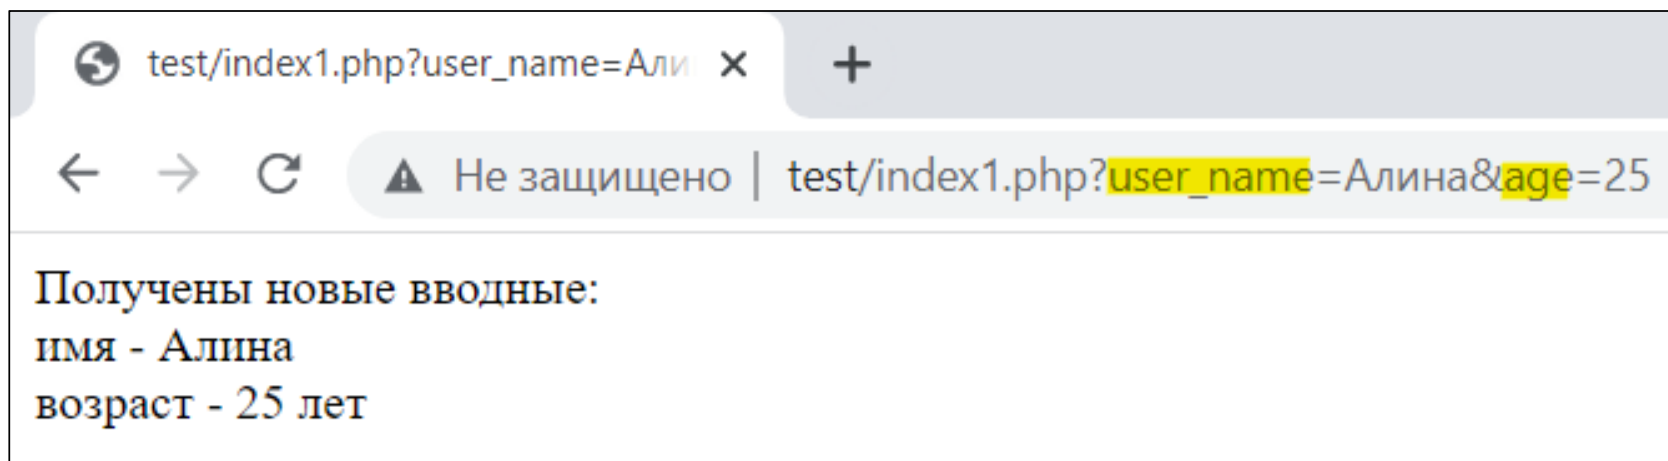 test/index1.php?user_name=Али
Не защищено | test/index1.php?user_name=Алина&age=25
Получены новые вводные:
имя - Алина
возраст - 25 лет